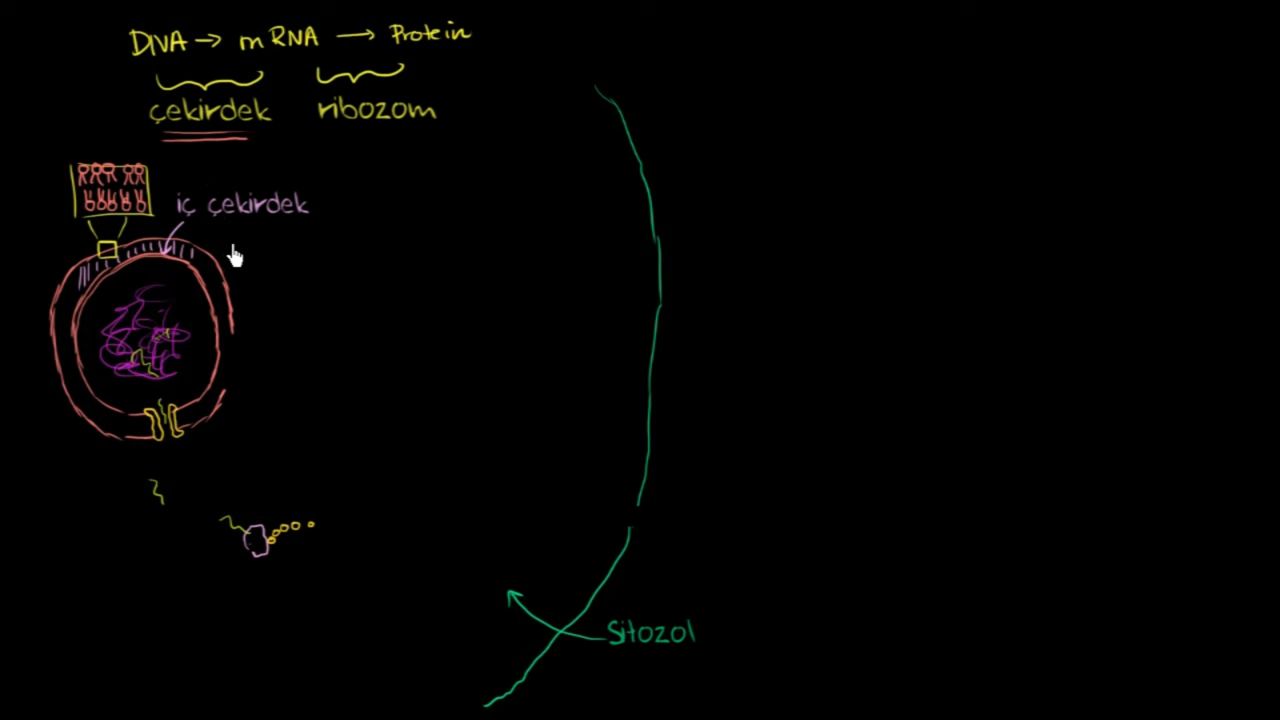 DNA → mRNA → Protein
çekirdek ribozom
iç çekirdek
Sitozol